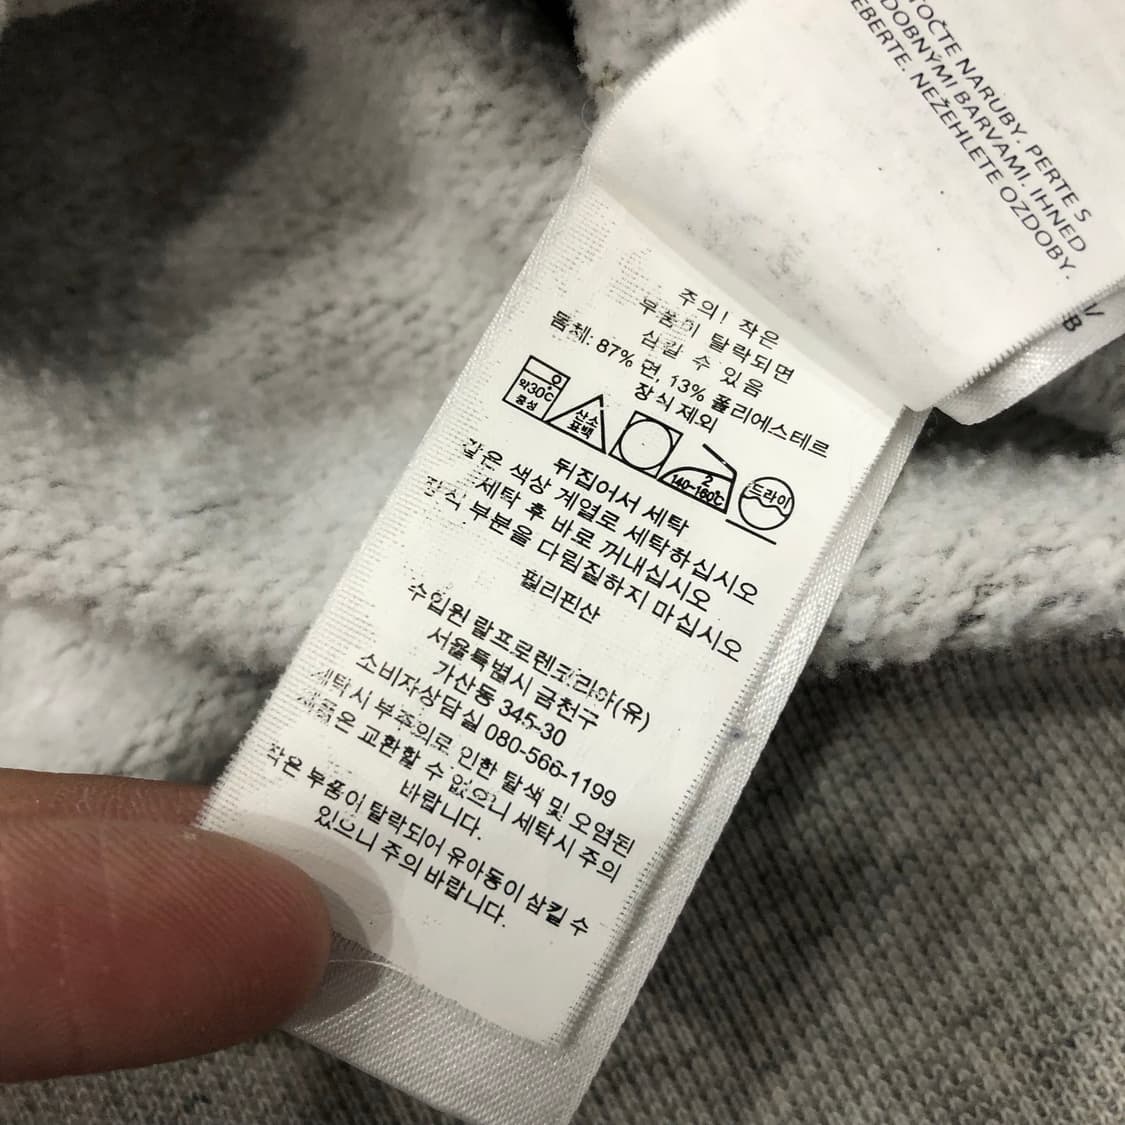 TOČTE NARUBY. PERTE S
DOBNÝMI BARVAMI. IHNED
EBERTE. NEŽEHLETE OZDOBY.
주의! 작은
부품이 탈락되면
삼킬 수 있음
몸체: 87% 면, 13% 폴리에스테르
장식제외
약30℃
중성
산소
표백
2
140~160℃
드라이
뒤집어서 세탁
같은 색상 계열로 세탁하십시오
세탁 후 바로 꺼내십시오
장식 부분을 다림질하지 마십시오
필리핀산
수입원 랄프로렌코리아(유)
서울특별시 금천구
가산동 345-30
소비자상담실 080-566-1199
세탁시 부주의로 인한 탈색 및 오염된
제품은 교환할 수 없으니 세탁시 주의
바랍니다.
작은 부품이 탈락되어 유아동이 삼킬 수
있으니 주의 바랍니다.